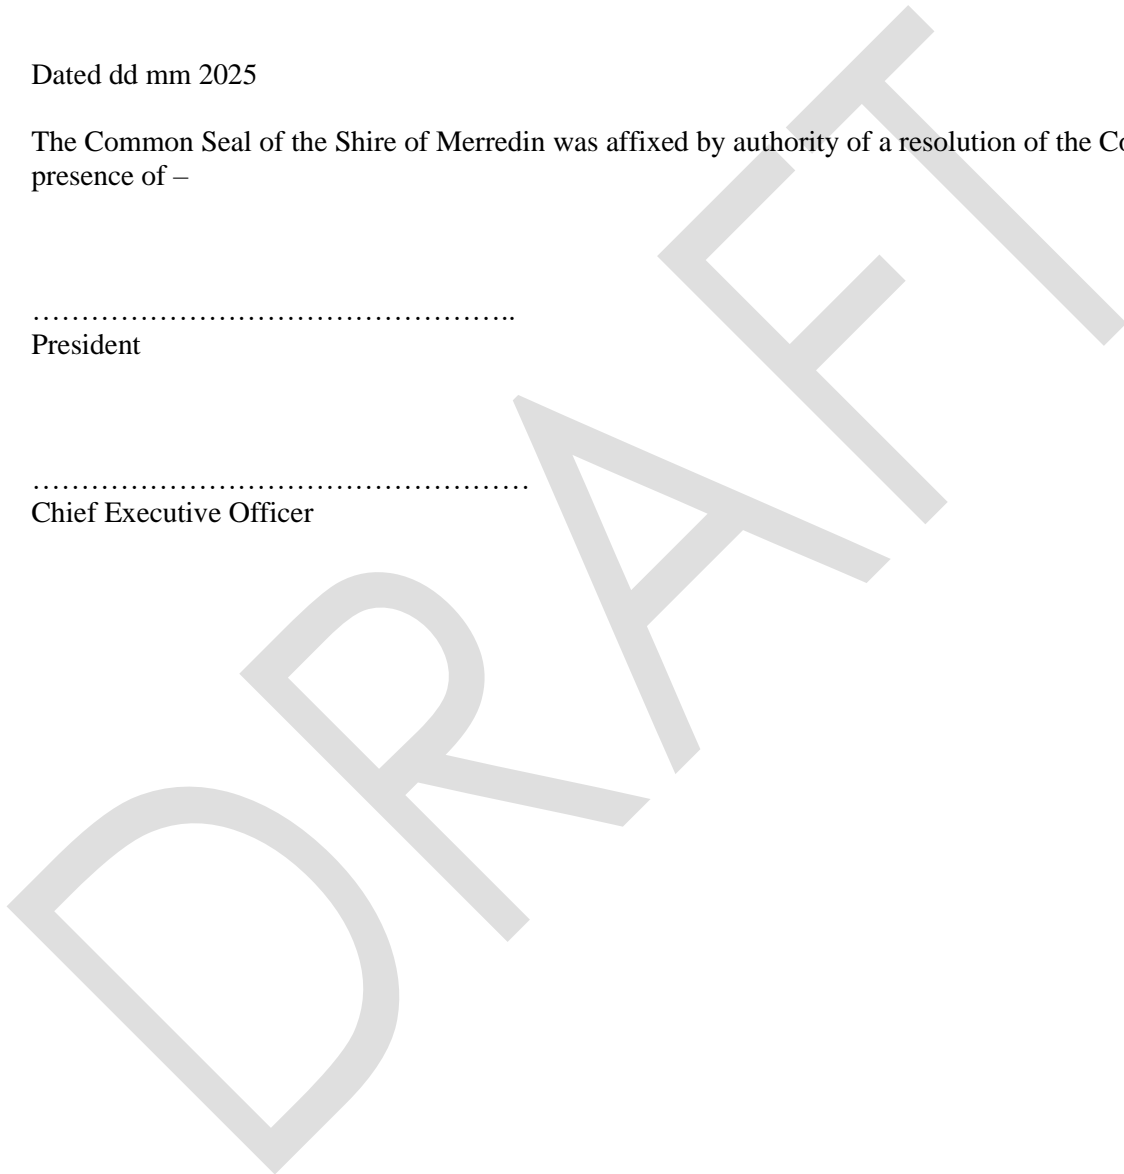 Dated dd mm 2025
The Common Seal of the Shire of Merredin was affixed by authority of a resolution of the
presence of –
……………………………………………..
President
………………………………………………
Chief Executive Officer
DRAFT